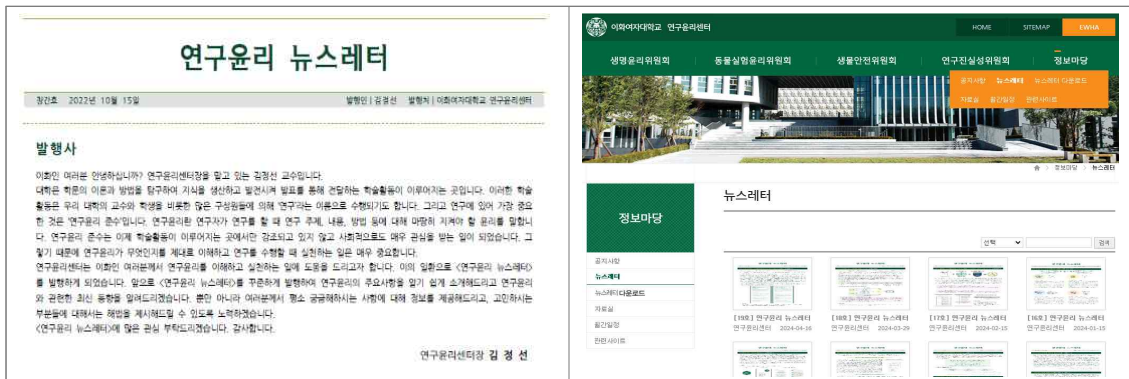 연구윤리 뉴스레터
창간호 2022년 10월 15일 발행인 | 김정선 발행처 | 이화여자대학교 연구윤리센터
발행사
이화인 여러분 안녕하십니까? 연구윤리센터장을 맡고 있는 김정선 교수입니다.
대학은 학문의 이론과 방법을 탐구하여 지식을 생산하고 발전시켜 발표를 통해 전달하는 학술활동이 이루어지는 곳입니다. 이러한 학술
활동은 우리 대학의 교수와 학생을 비롯한 많은 구성원들에 의해 '연구'라는 이름으로 수행되기도 합니다. 그리고 연구에 있어 가장 중요
한 것은 '연구윤리 준수'입니다. 연구윤리란 연구자가 연구를 할 때 연구 주제, 내용, 방법 등에 대해 마땅히 지켜야 할 윤리를 말합니
다. 연구윤리 준수는 이제 학술활동이 이루어지는 곳에서만 강조되고 있지 않고 사회적으로도 매우 관심을 받는 일이 되었습니다. 그
렇기 때문에 연구윤리가 무엇인지를 제대로 이해하고 연구를 수행할 때 실천하는 일은 매우 중요합니다.
연구윤리센터는 이화인 여러분께서 연구윤리를 이해하고 실천하는 일에 도움을 드리고자 합니다. 이의 일환으로 <연구윤리 뉴스레터>
를 발행하게 되었습니다. 앞으로 <연구윤리 뉴스레터>를 꾸준하게 발행하여 연구윤리의 주요사항을 알기 쉽게 소개해드리고 연구윤리
와 관련한 최신 동향을 알려드리겠습니다. 뿐만 아니라 여러분께서 평소 궁금해하시는 사항에 대해 정보를 제공해드리고, 고민하시는
부분들에 대해서는 해법을 제시해드릴 수 있도록 노력하겠습니다.
<연구윤리 뉴스레터>에 많은 관심 부탁드리겠습니다. 감사합니다.
연구윤리센터장 김 정 선
이화여자대학교 연구윤리센터 HOME SITEMAP EWHA
생명윤리위원회 동물실험윤리위원회 생물안전위원회 연구진실성위원회 정보마당
공지사항 뉴스레터 뉴스레터 다운로드
자료실 월간일정 관련사이트
정보마당 > 뉴스레터
뉴스레터
정보마당
선택 검색
공지사항
뉴스레터
뉴스레터 다운로드
자료실
월간일정
관련사이트
[19호] 연구윤리 뉴스레터 [18호] 연구윤리 뉴스레터 [17호] 연구윤리 뉴스레터 [16호] 연구윤리 뉴스레터
연구윤리센터 2024-04-16 연구윤리센터 2024-03-29 연구윤리센터 2024-02-15 연구윤리센터 2024-01-15